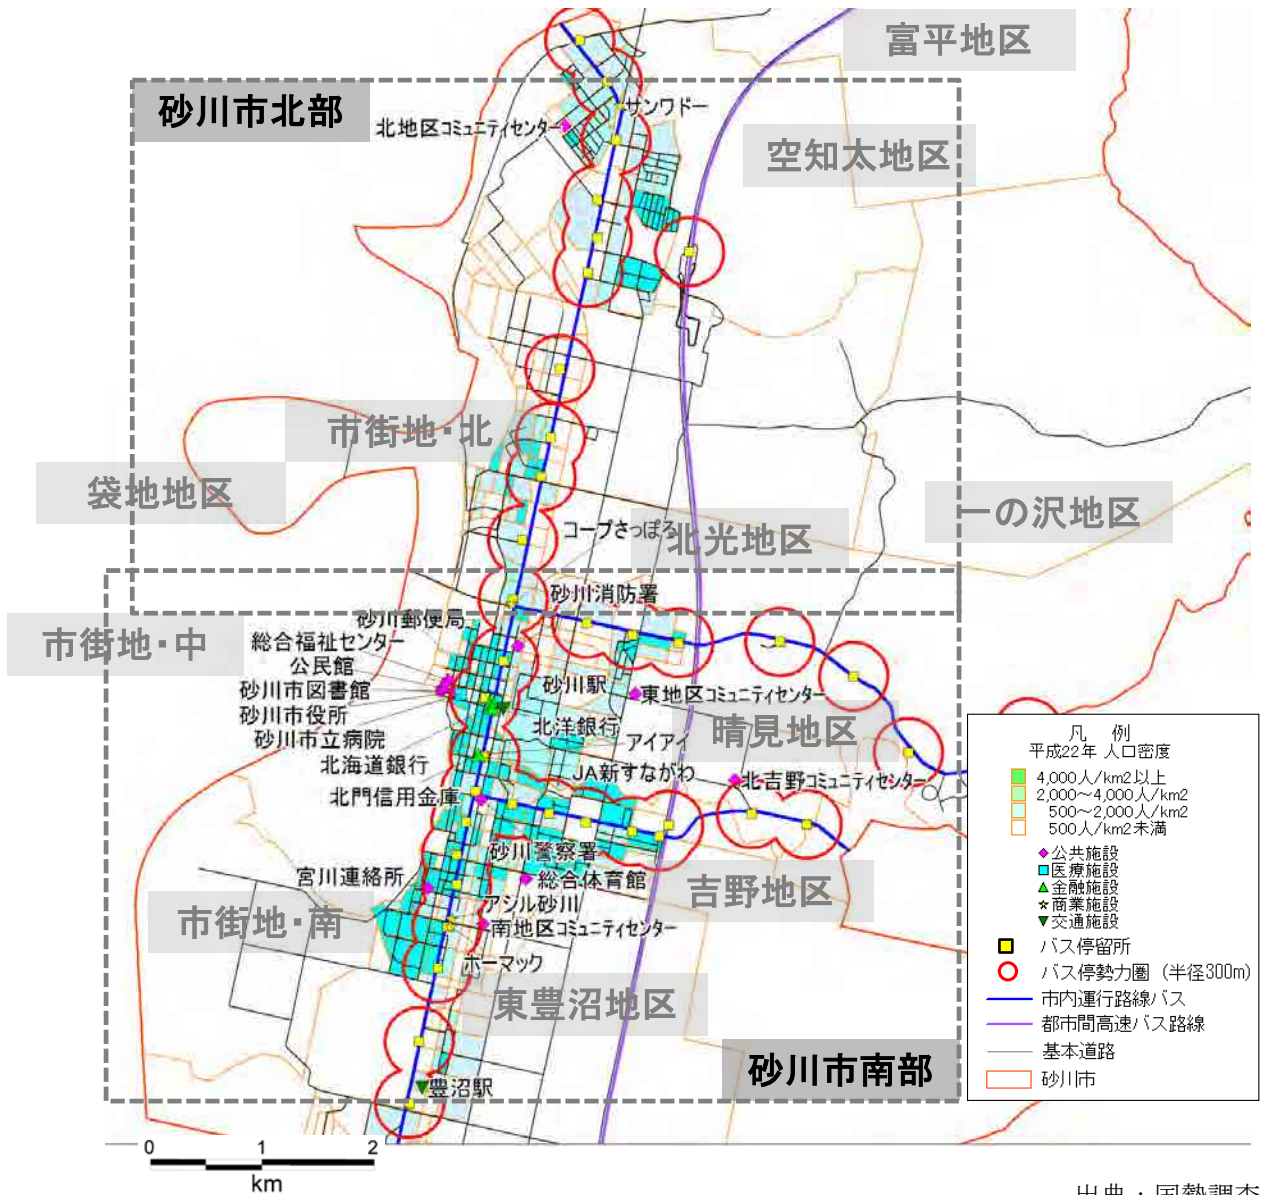 富平地区
砂川市北部
サンワドー
北地区コミュニティセンター
空知太地区
市街地・北
袋地地区
一の沢地区
コープさっぽろ
北光地区
砂川消防署
砂川郵便局
市街地・中
総合福祉センター
公民館
砂川駅
砂川市図書館
東地区コミュニティセンター
砂川市役所
北洋銀行
晴見地区
砂川市立病院
アイアイ
北海道銀行
JA新すながわ
北吉野コミュニティセンター
北門信用金庫
砂川警察署
宮川連絡所
総合体育館
吉野地区
アシル砂川
市街地・南
南地区コミュニティセンター
ホーマック
東豊沼地区
砂川市南部
豊沼駅
凡 例
平成22年 人口密度
4,000人/km2以上
2,000～4,000人/km2
500～2,000人/km2
500人/km2未満
公共施設
医療施設
金融施設
商業施設
交通施設
バス停留所
バス停勢力圏 (半径300m)
市内運行路線バス
都市間高速バス路線
基本道路
砂川市
0 1 2
km
出典：国勢調査